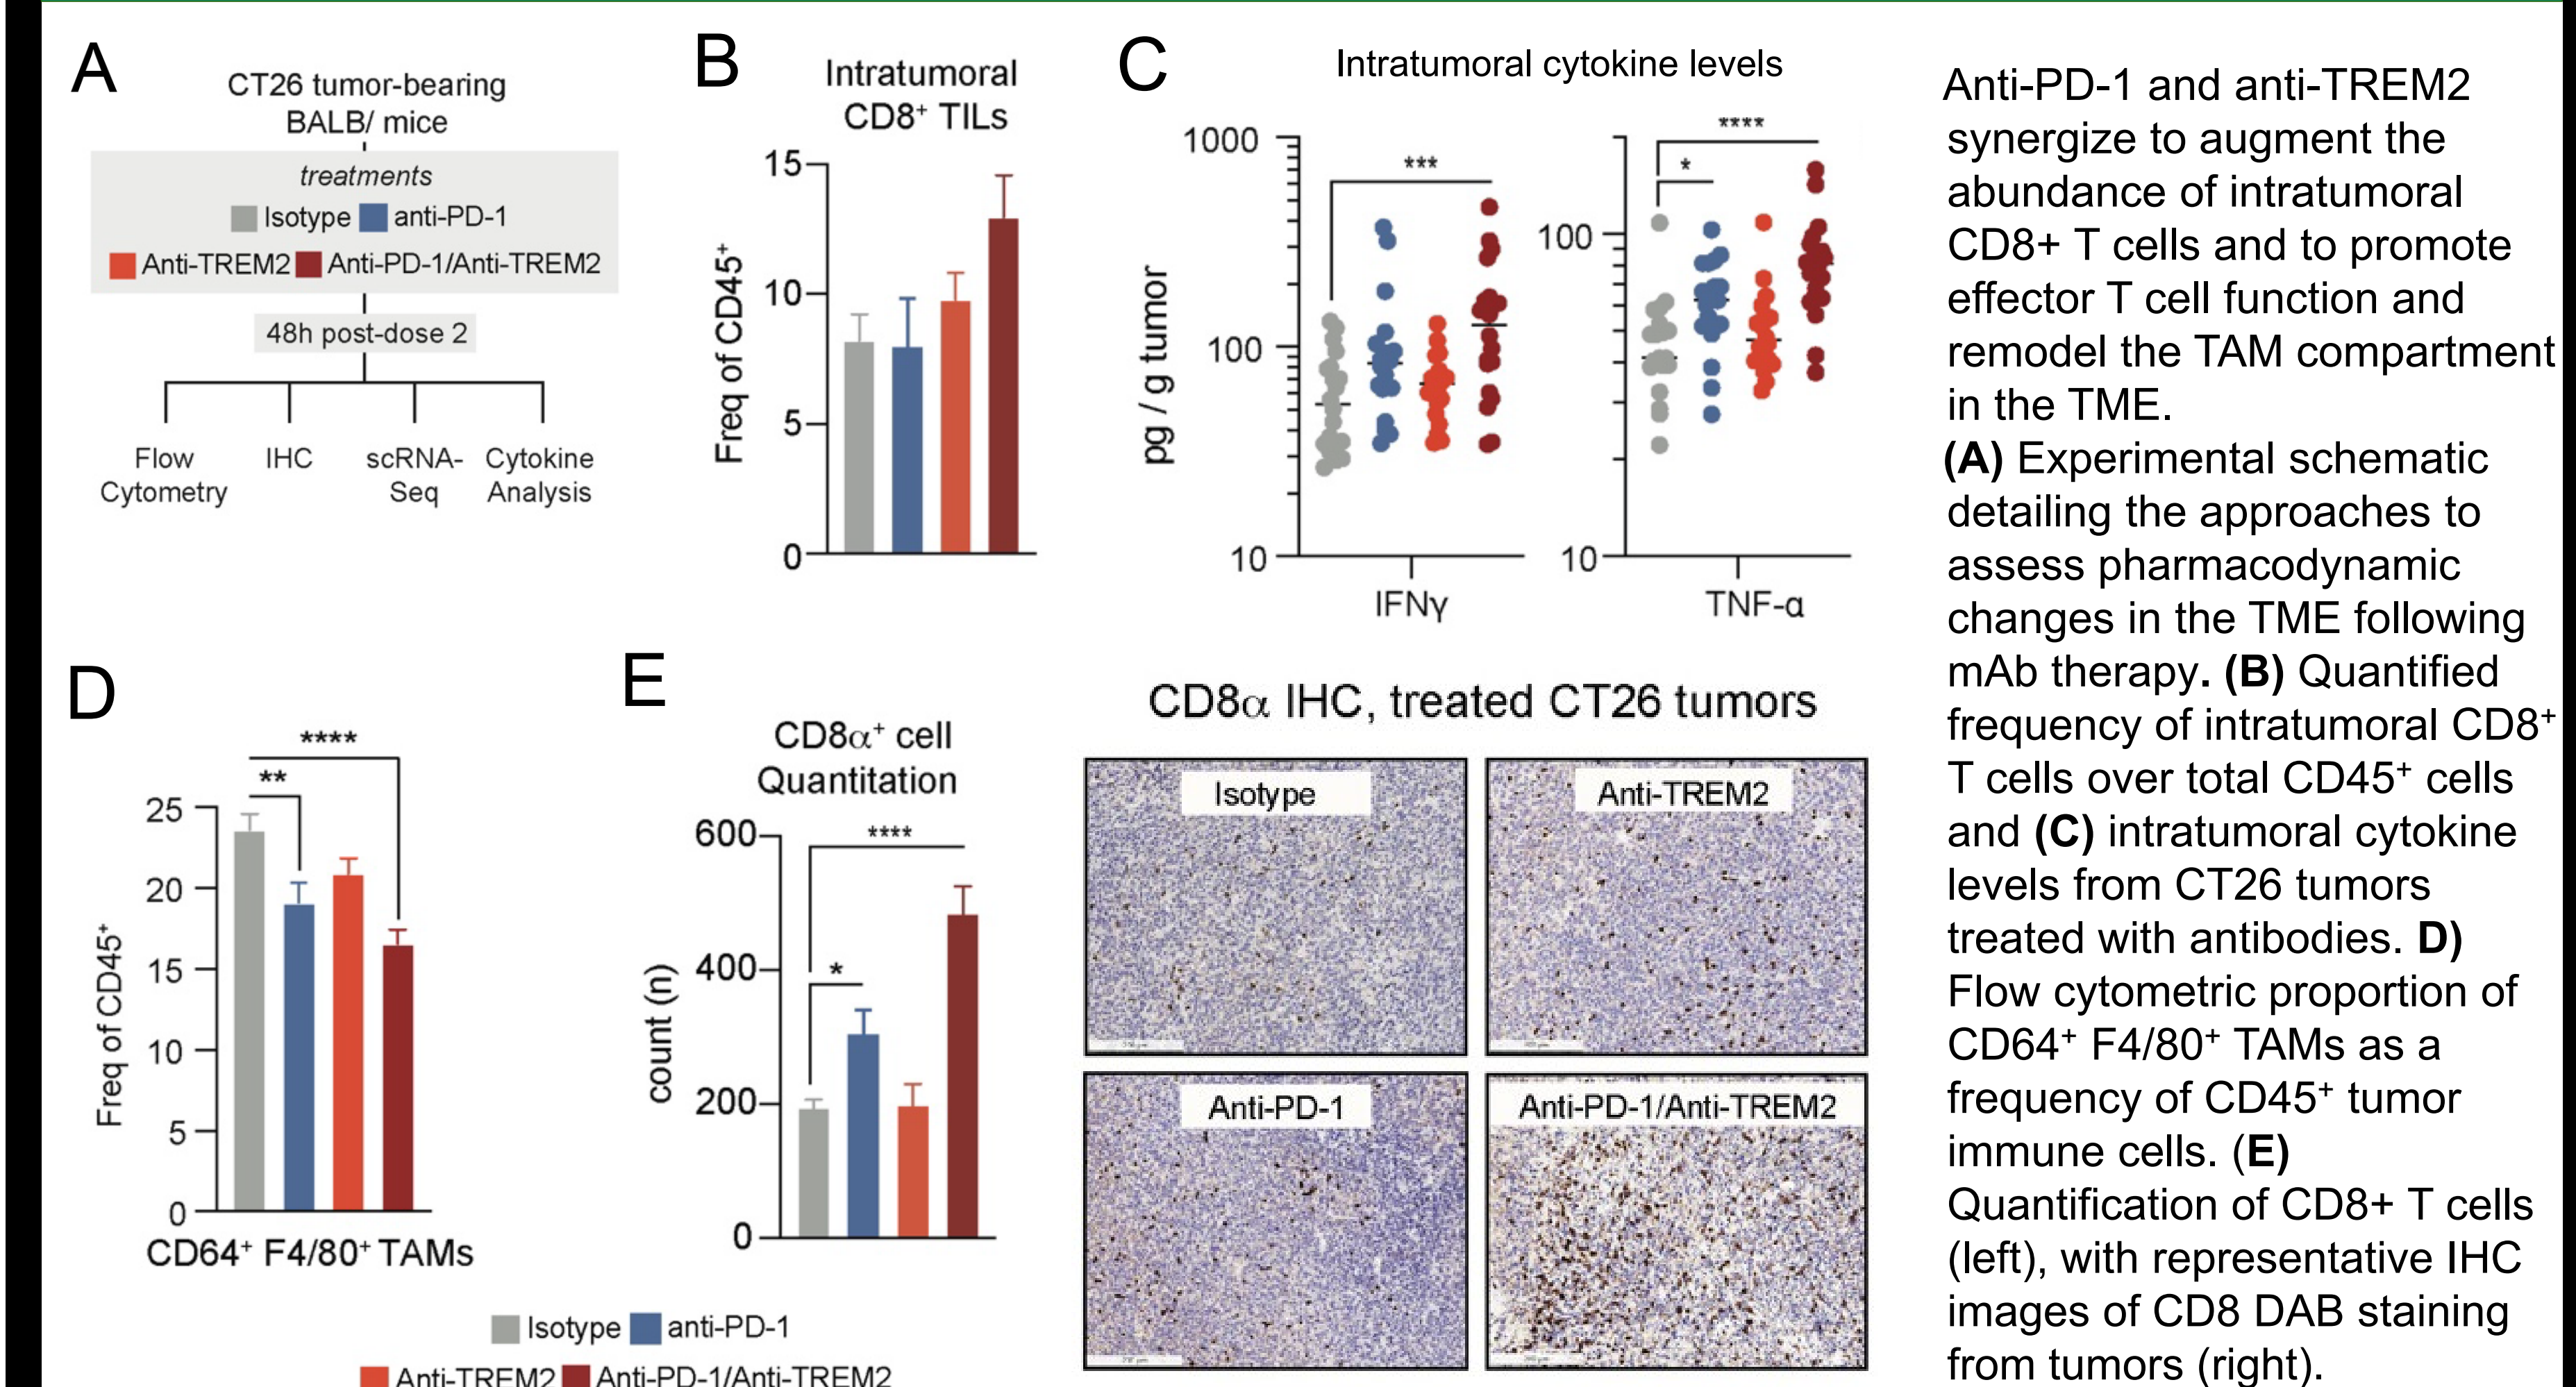 A
CT26 tumor-bearing
BALB/ mice
treatments
Isotype anti-PD-1
Anti-TREM2 Anti-PD-1/Anti-TREM2
48h post-dose 2
Flow
Cytometry
IHC
scRNA-
Seq
Cytokine
Analysis
B
Intratumoral
CD8⁺ TILs
Freq of CD45⁺
15
10
5
0
C
Intratumoral cytokine levels
pg / g tumor
1000
100
10
***
IFNγ
100
10
****
*
TNF-α
D
****
**
Freq of CD45⁺
25
20
15
10
5
0
CD64⁺ F4/80⁺ TAMs
E
CD8α⁺ cell
Quantitation
count (n)
600
400
200
0
****
*
CD8α IHC, treated CT26 tumors
Isotype
Anti-TREM2
Anti-PD-1
Anti-PD-1/Anti-TREM2
Isotype anti-PD-1
Anti-TREM2 Anti-PD-1/Anti-TREM2
Anti-PD-1 and anti-TREM2
synergize to augment the
abundance of intratumoral
CD8+ T cells and to promote
effector T cell function and
remodel the TAM compartment
in the TME.
(A) Experimental schematic
detailing the approaches to
assess pharmacodynamic
changes in the TME following
mAb therapy. (B) Quantified
frequency of intratumoral CD8⁺
T cells over total CD45⁺ cells
and (C) intratumoral cytokine
levels from CT26 tumors
treated with antibodies. D)
Flow cytometric proportion of
CD64⁺ F4/80⁺ TAMs as a
frequency of CD45⁺ tumor
immune cells. (E)
Quantification of CD8+ T cells
(left), with representative IHC
images of CD8 DAB staining
from tumors (right).